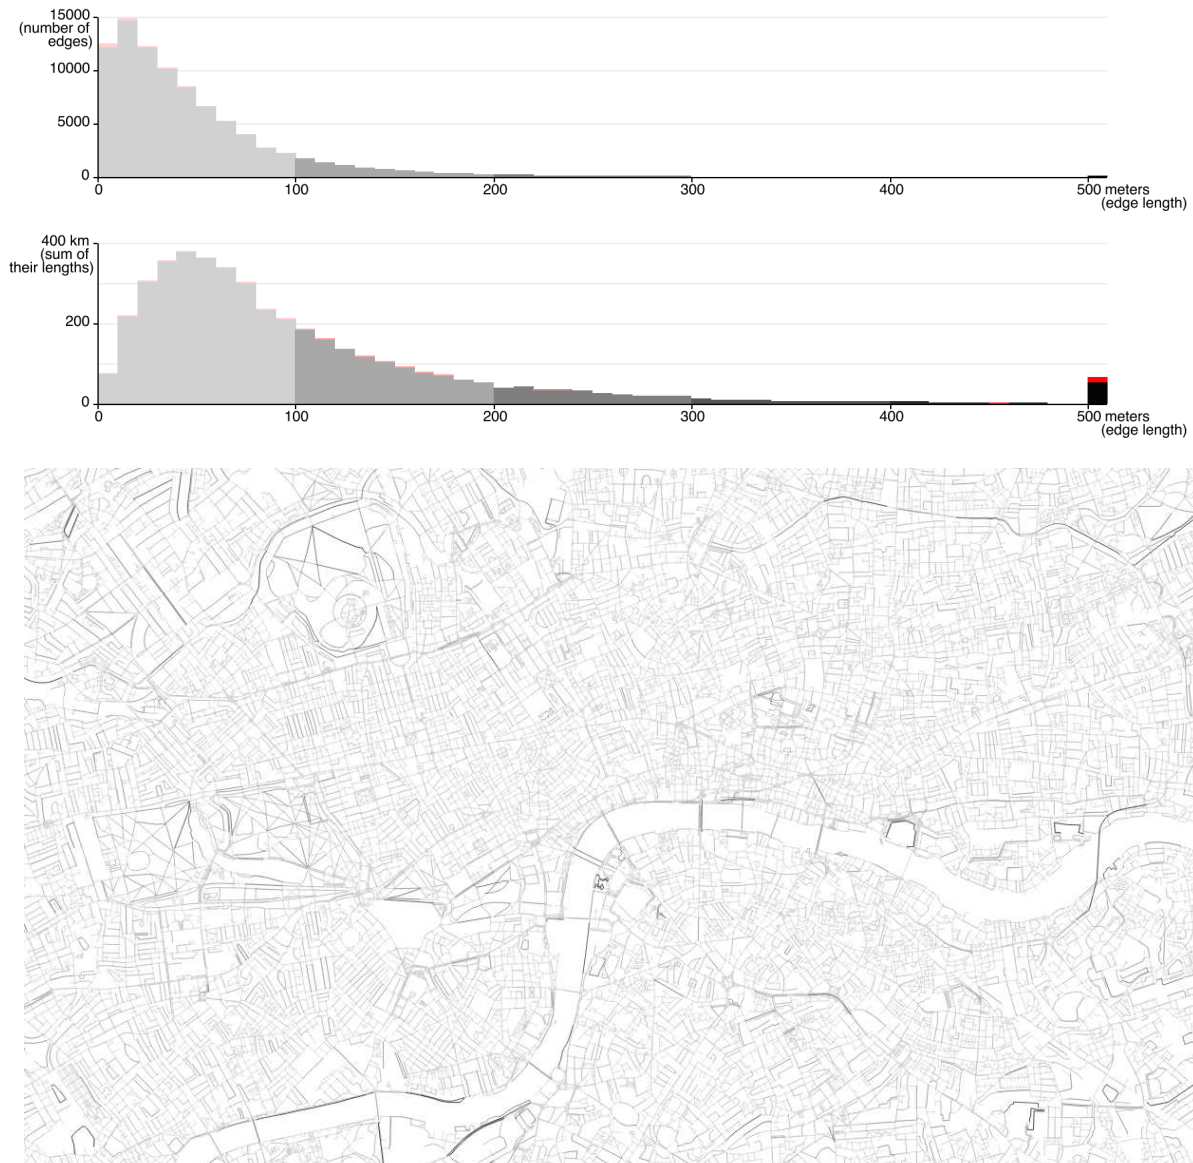 15000
(number of
edges)
10000
5000
0
0 100 200 300 400 500 meters
(edge length)
400 km
(sum of
their lengths)
200
0
0 100 200 300 400 500 meters
(edge length)